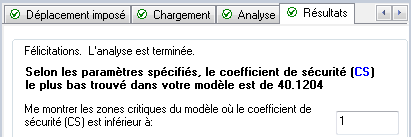 Déplacement imposé
Chargement
Analyse
Résultats
Félicitations. L'analyse est terminée.
Selon les paramètres spécifiés, le coefficient de sécurité (CS)
le plus bas trouvé dans votre modèle est de 40.1204
Me montrer les zones critiques du modèle où le coefficient de
sécurité (CS) est inférieur à:
1